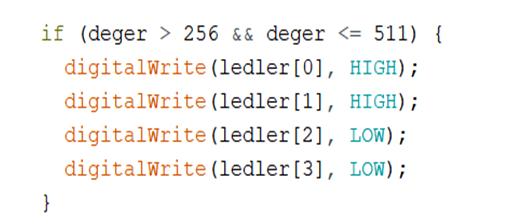 if (deger > 256 && deger <= 511) {
digitalWrite(ledler[0], HIGH);
digitalWrite(ledler[1], HIGH);
digitalWrite(ledler[2], LOW);
digitalWrite(ledler[3], LOW);
}